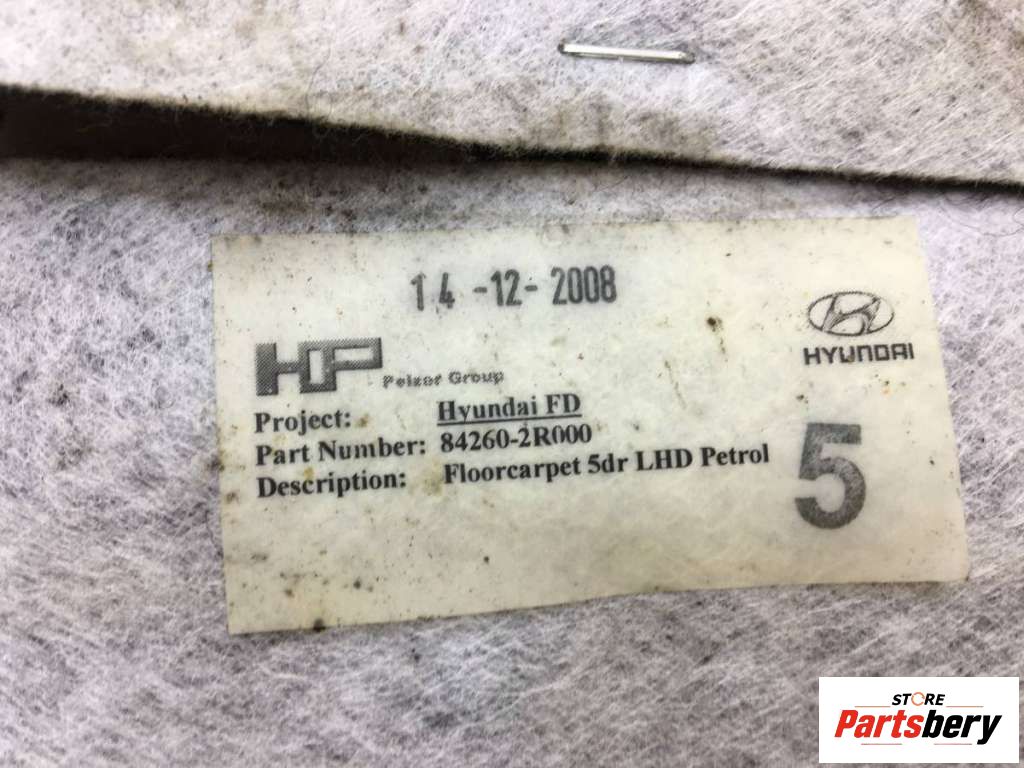 14-12-2008
HP Pelzer Group
HYUNDAI
Project: Hyundai FD
Part Number: 84260-2R000
Description: Floorcarpet 5dr LHD Petrol
5
STORE
Partsbery